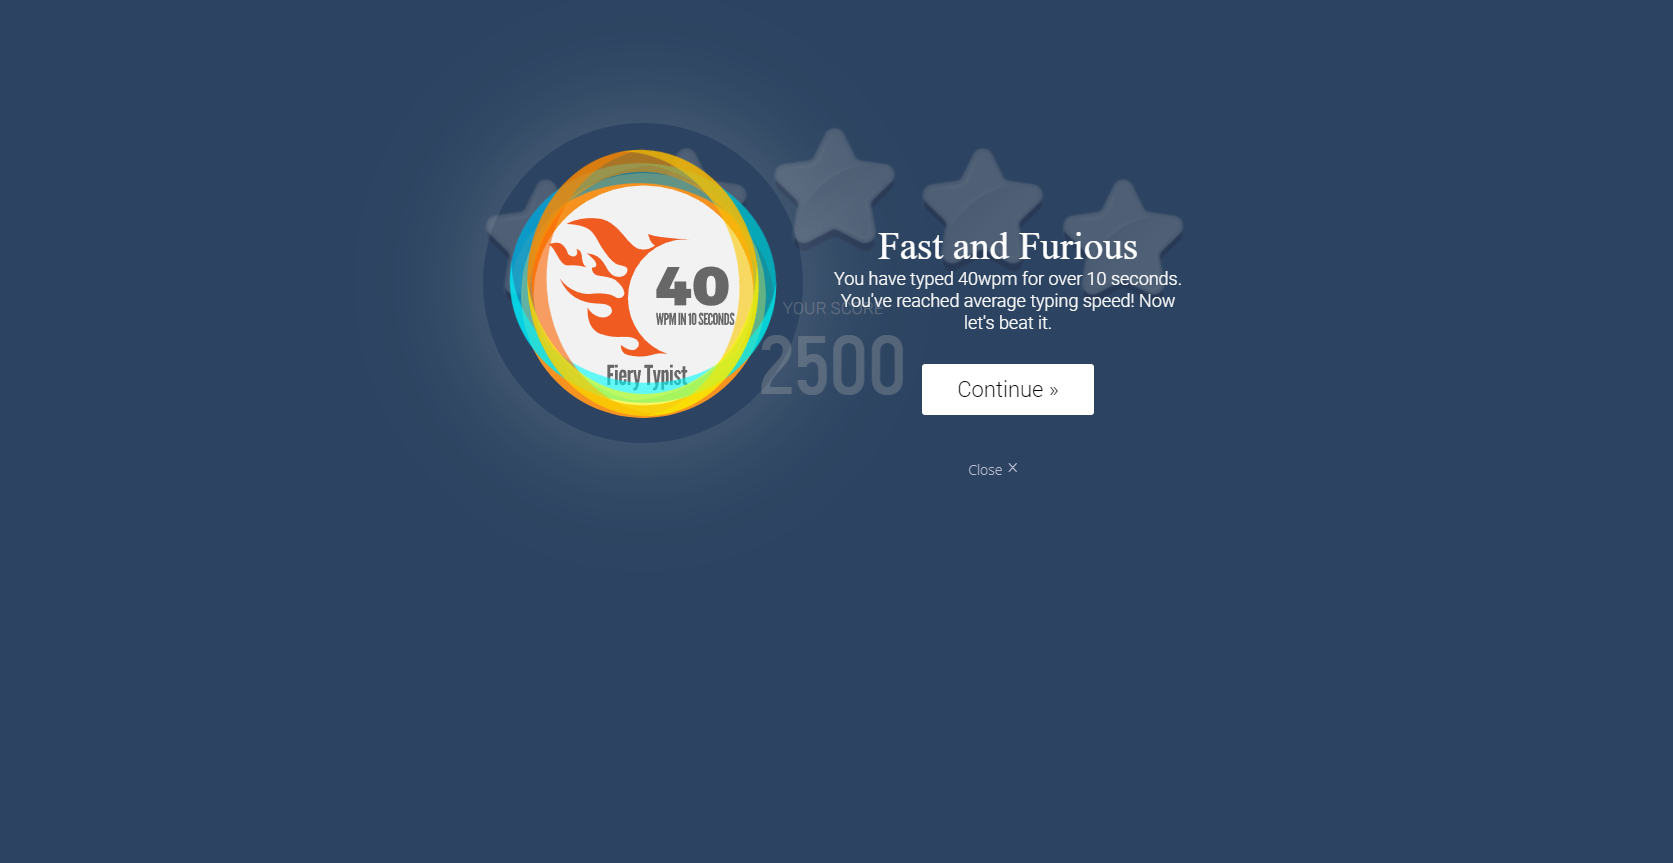 40
WPM IN 10 SECONDS
Fiery Typist
Fast and Furious
You have typed 40wpm for over 10 seconds.
You've reached average typing speed! Now
let's beat it.
YOUR SCORE
2500
Continue »
Close ×